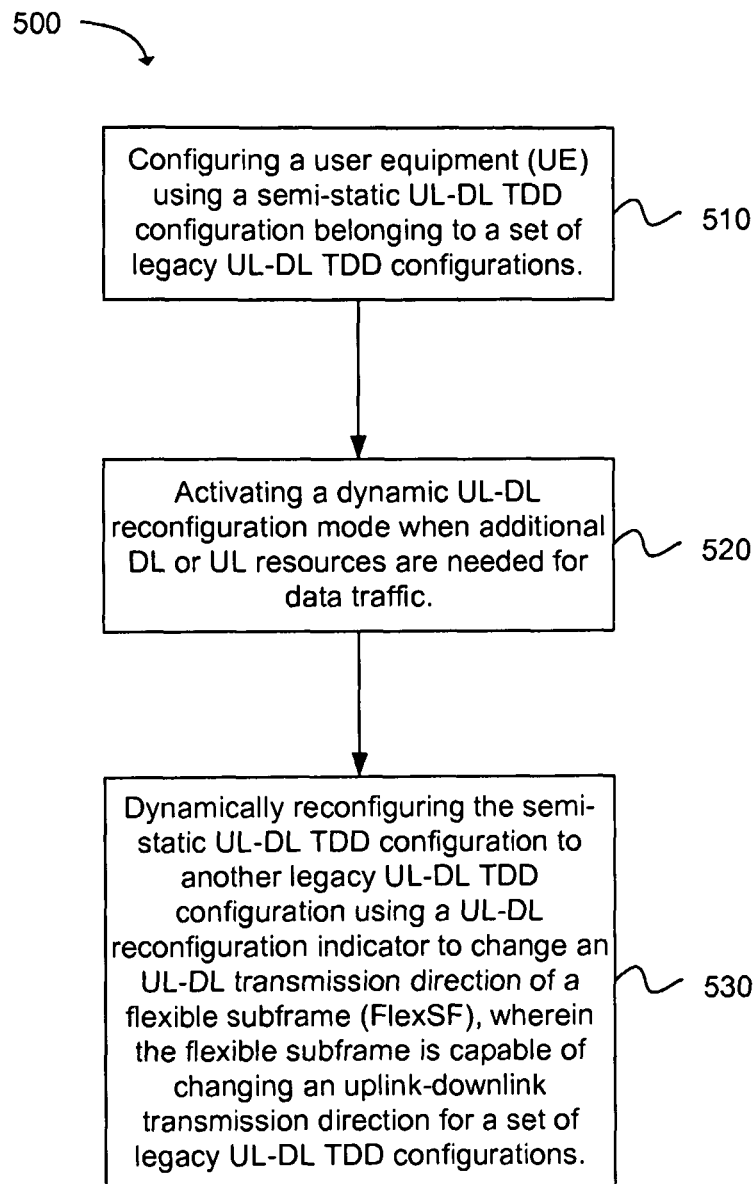 500
Configuring a user equipment (UE)
using a semi-static UL-DL TDD
configuration belonging to a set of
legacy UL-DL TDD configurations.
510
Activating a dynamic UL-DL
reconfiguration mode when additional
DL or UL resources are needed for
data traffic.
520
Dynamically reconfiguring the semi-
static UL-DL TDD configuration to
another legacy UL-DL TDD
configuration using a UL-DL
reconfiguration indicator to change an
UL-DL transmission direction of a
flexible subframe (FlexSF), wherein
the flexible subframe is capable of
changing an uplink-downlink
transmission direction for a set of
legacy UL-DL TDD configurations.
530